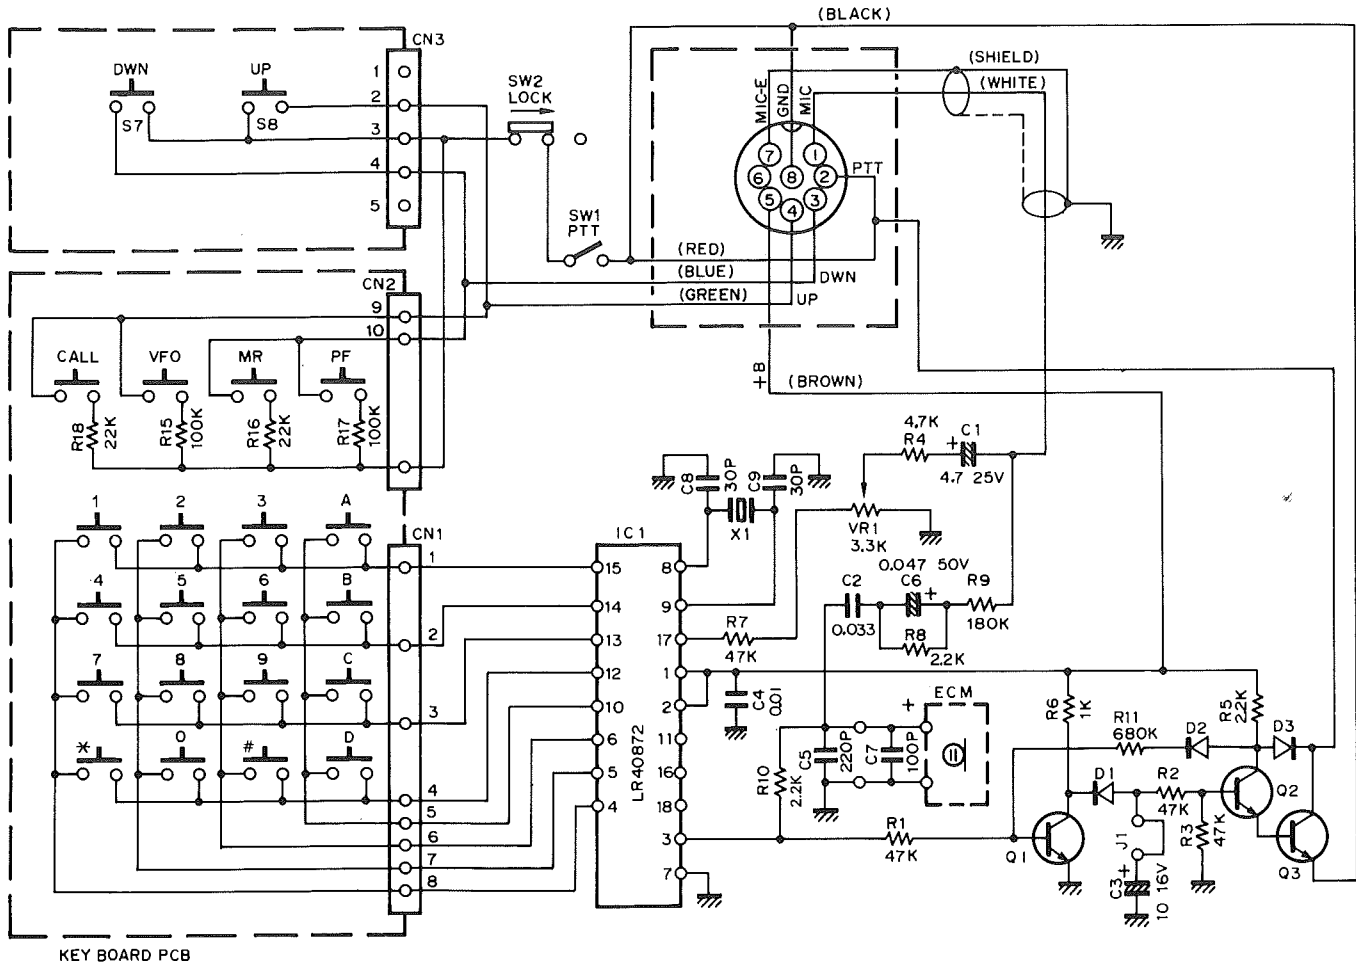 (BLACK)
CN3
DWN
UP
S7
S8
1
2
3
4
5
SW2
LOCK
SW1
PTT
MIC-E
GND
MIC
(SHIELD)
(WHITE)
7
1
6
8
2
5
4
3
PTT
(RED)
(BLUE)
DWN
(GREEN)
UP
+B
(BROWN)
CN2
9
10
CALL
VFO
MR
PF
R18
22K
R15
100K
R16
22K
R17
100K
CN1
1
2
3
A
4
5
6
B
7
8
9
C
*
0
#
D
1
2
3
4
5
6
7
8
IC1
LR40872
15
14
13
12
10
6
5
4
8
9
17
1
2
11
16
18
3
7
C8
30P
C9
30P
X1
4.7K
R4
+
C1
4.7 25V
VR1
3.3K
0.047 50V
C2
C6
+
R9
0.033
R8
2.2K
180K
R7
47K
C4
0.01
R10
2.2K
C5
220P
C7
100P
+
ECM
R1
47K
R6
1K
R11
680K
D2
R5
2.2K
D3
D1
R2
47K
R3
47K
Q1
Q2
Q3
J1
C3
+
10 16V
KEY BOARD PCB